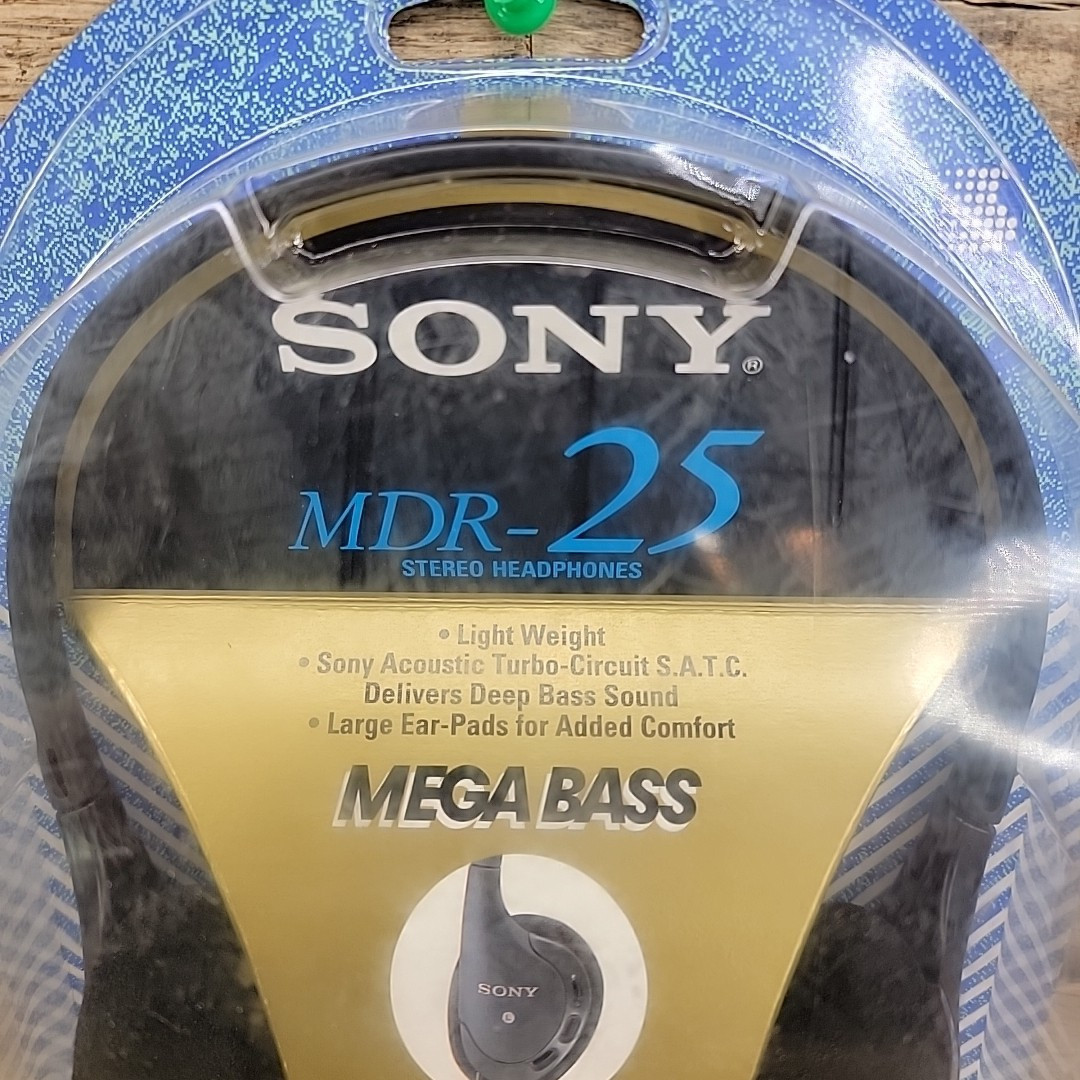 SONY®
MDR-25
STEREO HEADPHONES
• Light Weight
• Sony Acoustic Turbo-Circuit S.A.T.C.
Delivers Deep Bass Sound
• Large Ear-Pads for Added Comfort
MEGA BASS
SONY
L